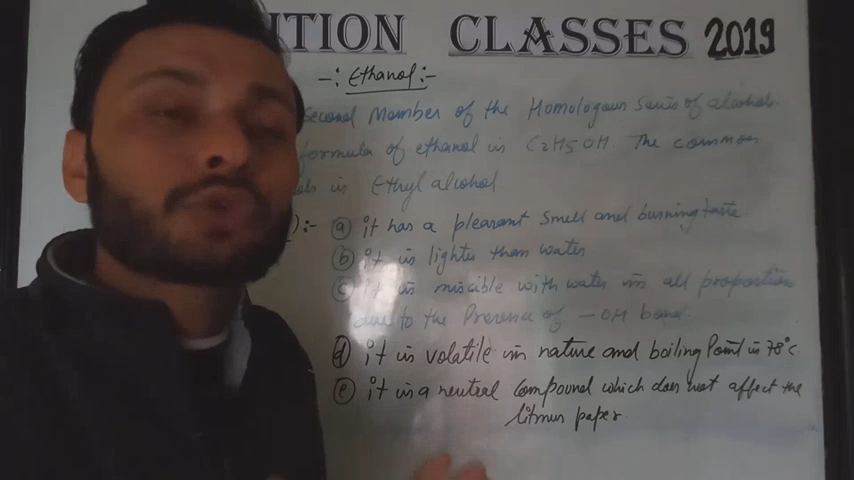 ITION CLASSES 2019
-: Ethanol :-
Second Member of the Homologous Series of alcohols.
formula of ethanol is C2H5OH. The common
is Ethyl alcohol
:- (a) it has a pleasant smell and burning taste
(b) it is lighter than water
(c) it is miscible with water in all proportion
due to the Presence of -OH bond.
(d) it is volatile in nature and boiling Point is 78°C
(e) it is a neutral compound which does not affect the
litmus paper.